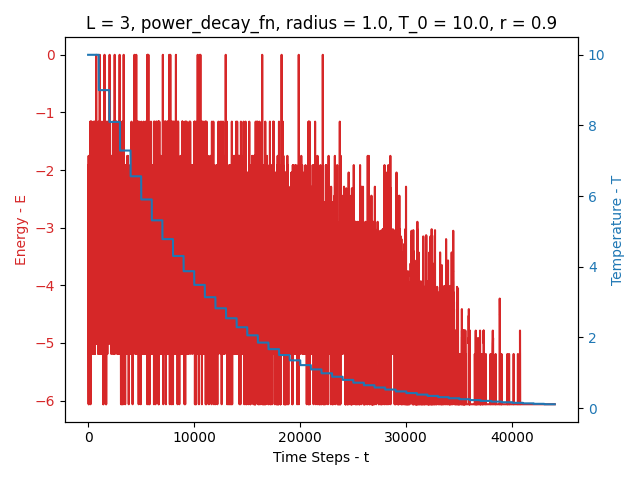 L = 3, power_decay_fn, radius = 1.0, T_0 = 10.0, r = 0.9
Energy - E
0
−1
−2
−3
−4
−5
−6
10
8
6
4
2
0
Temperature - T
0 10000 20000 30000 40000
Time Steps - t